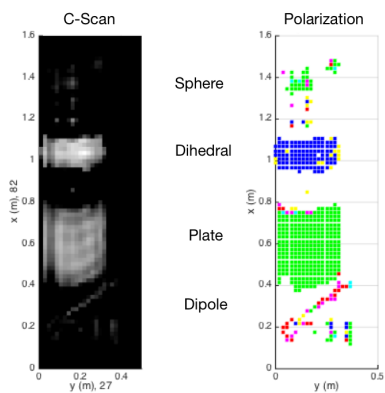 C-Scan
Polarization
1.6
1.4
1.2
1
0.8
0.6
0.4
0.2
0
x (m), 82
0
0.2
0.4
y (m), 27
Sphere
Dihedral
Plate
Dipole
1.6
1.4
1.2
1
0.8
0.6
0.4
0.2
0
x (m)
0
0.5
y (m)